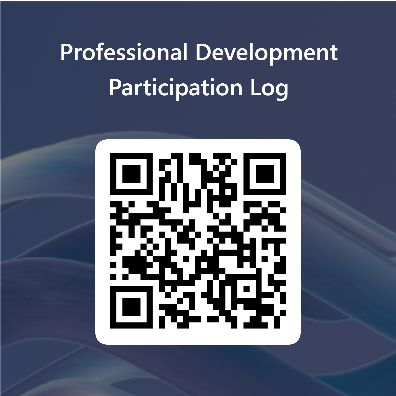 Professional Development
Participation Log